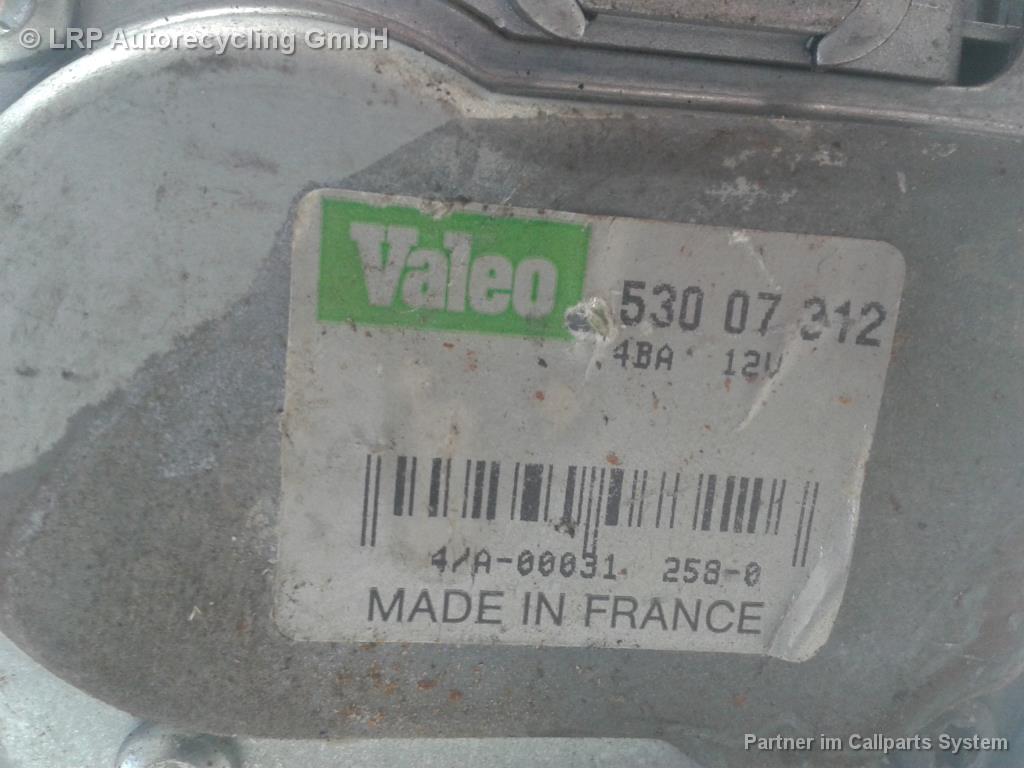 © LRP Autorecycling GmbH
Valeo
530 07 312
4BA 12V
4/A-00031 258-0
MADE IN FRANCE
Partner im Callparts System